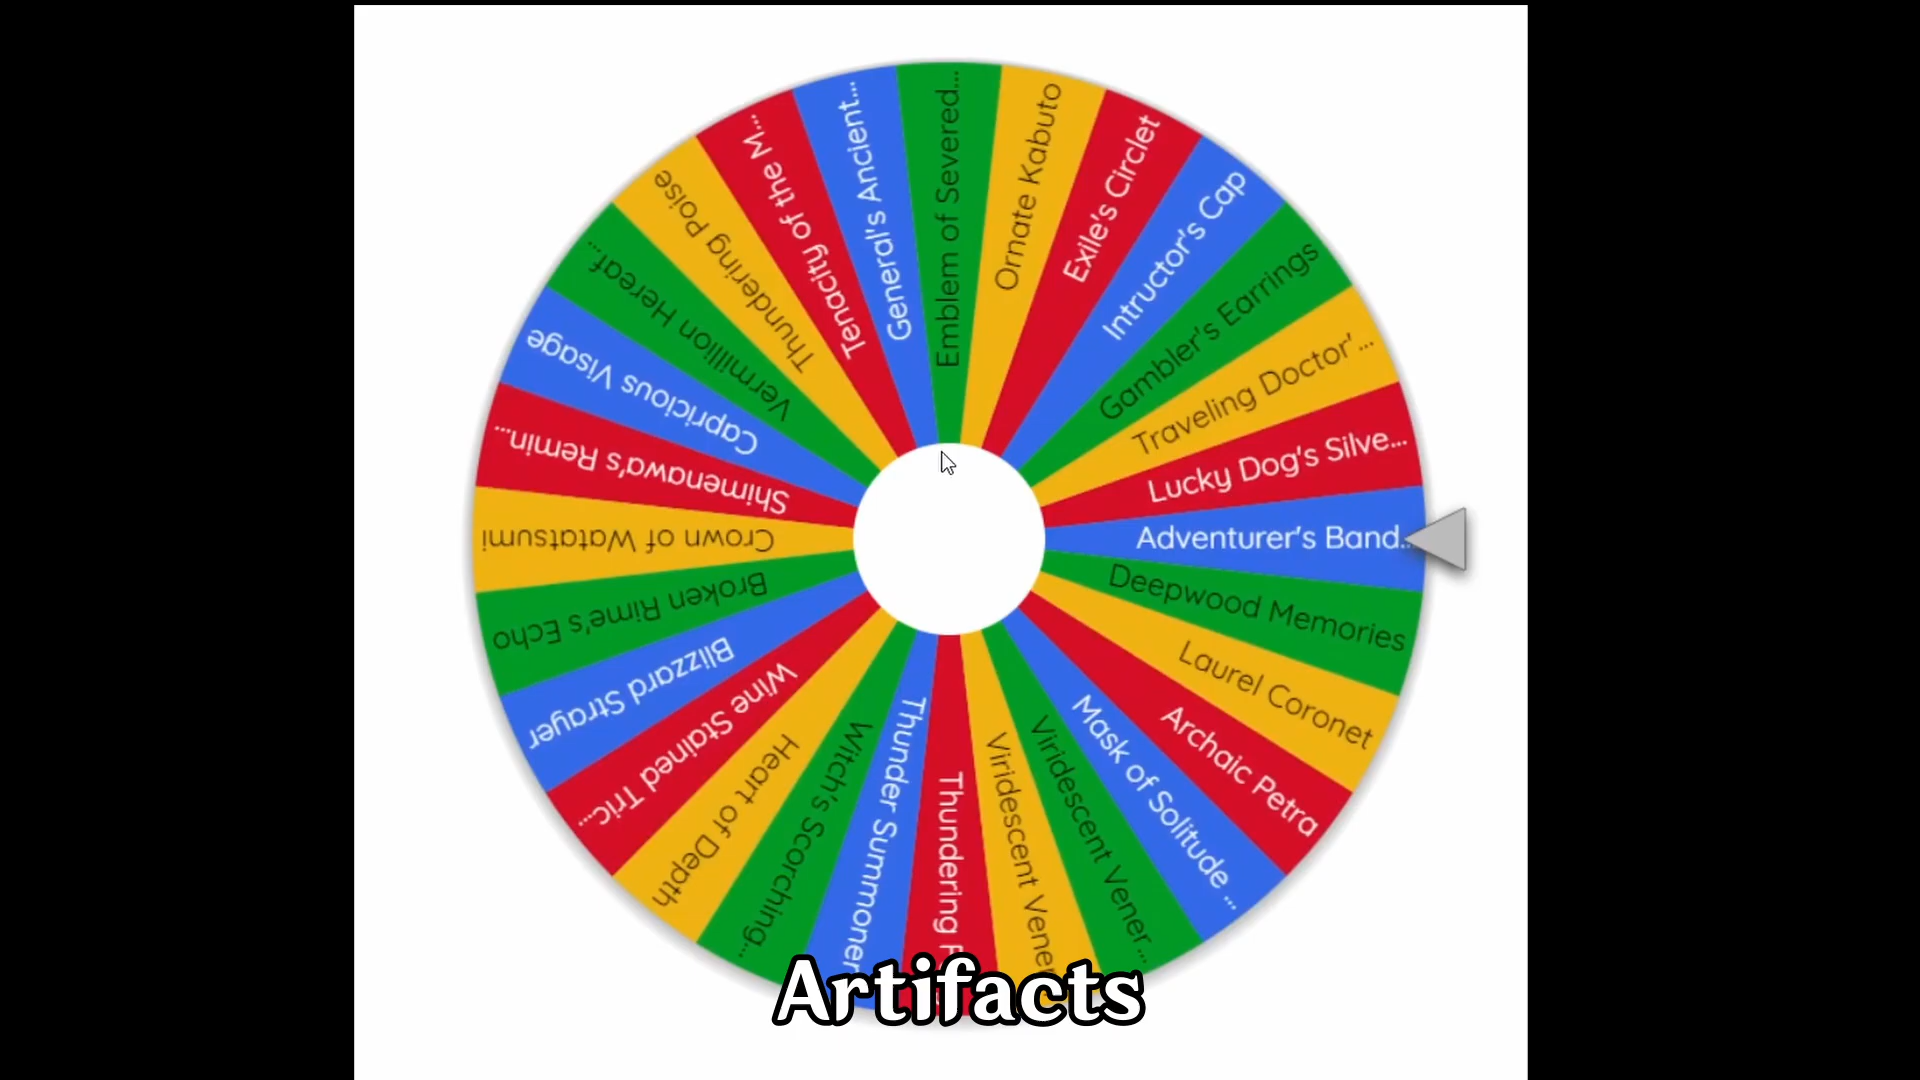 Emblem of Severed...
Ornate Kabuto
Exile's Circlet
Intructor's Cap
Gambler's Earrings
Traveling Doctor'...
Lucky Dog's Silve...
Adventurer's Band...
Deepwood Memories
Laurel Coronet
Archaic Petra
Mask of Solitude ...
Viridescent Vener...
Viridescent Vener
Thundering
Thunder Summoner
Witch's Scorching...
Heart of Depth
Wine Stained Tric...
Blizzard Strayer
Broken Rime's Echo
Crown of Watatsumi
Shimenawa's Remin...
Capricious Visage
Vermillion Hereaf...
Thundering Poise
Tenacity of the M...
General's Ancient...
Artifacts